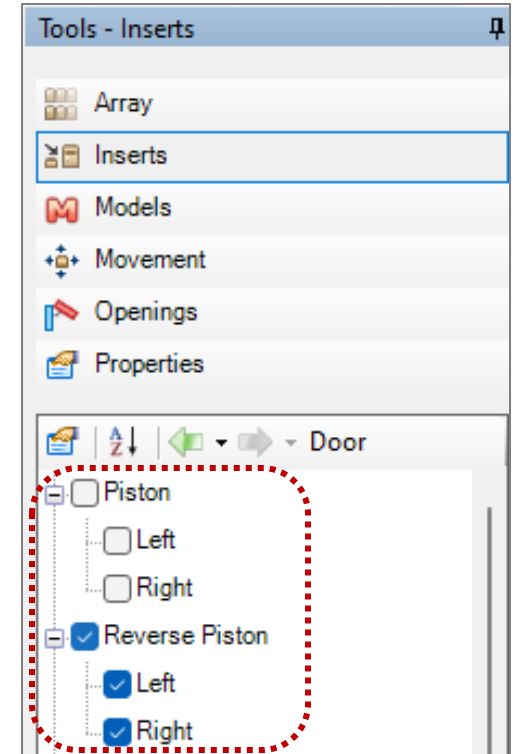 Tools - Inserts
Array
Inserts
Models
Movement
Openings
Properties
Door
Piston
Left
Right
Reverse Piston
Left
Right